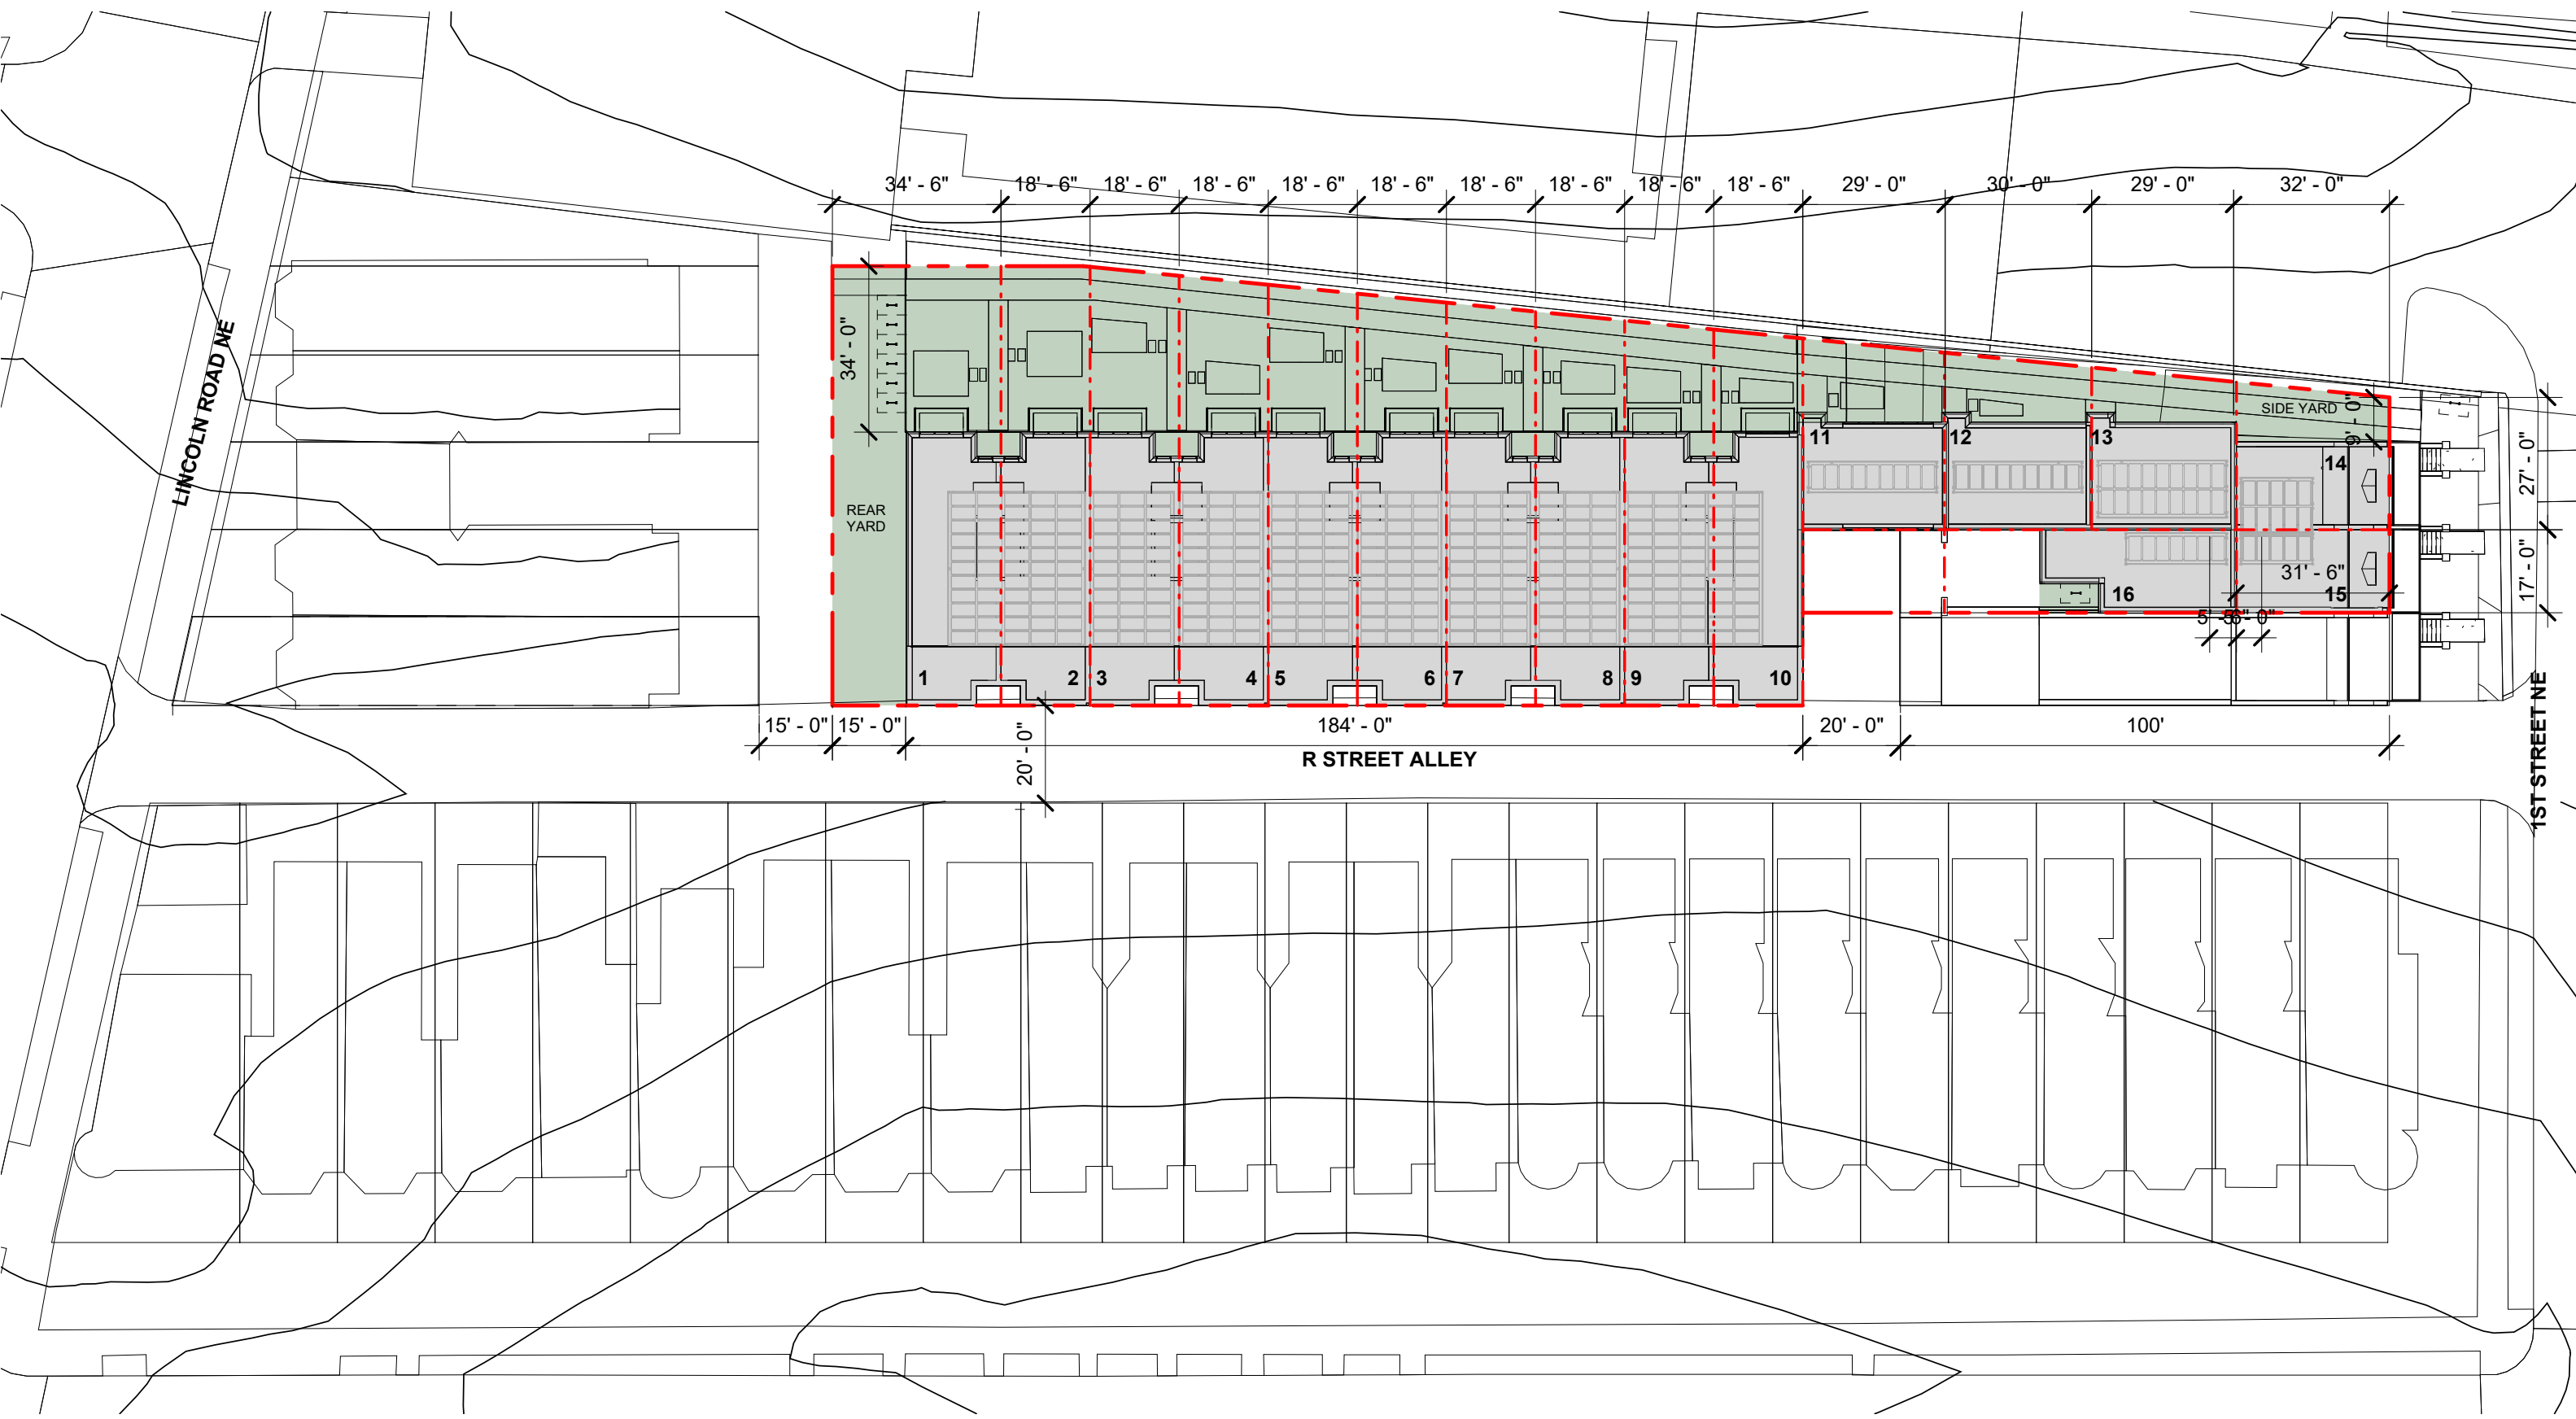 34' - 6"
18' - 6"
18' - 6"
18' - 6"
18' - 6"
18' - 6"
18' - 6"
18' - 6"
18' - 6"
18' - 6"
29' - 0"
30' - 0"
29' - 0"
32' - 0"
LINCOLN ROAD NE
34' - 0"
SIDE YARD
9' - 0"
11
12
13
14
27' - 0"
REAR
YARD
31' - 6"
16
15
17' - 0"
1
2
3
4
5
6
7
8
9
10
15' - 0"
15' - 0"
184' - 0"
20' - 0"
100'
20' - 0"
R STREET ALLEY
1ST STREET NE